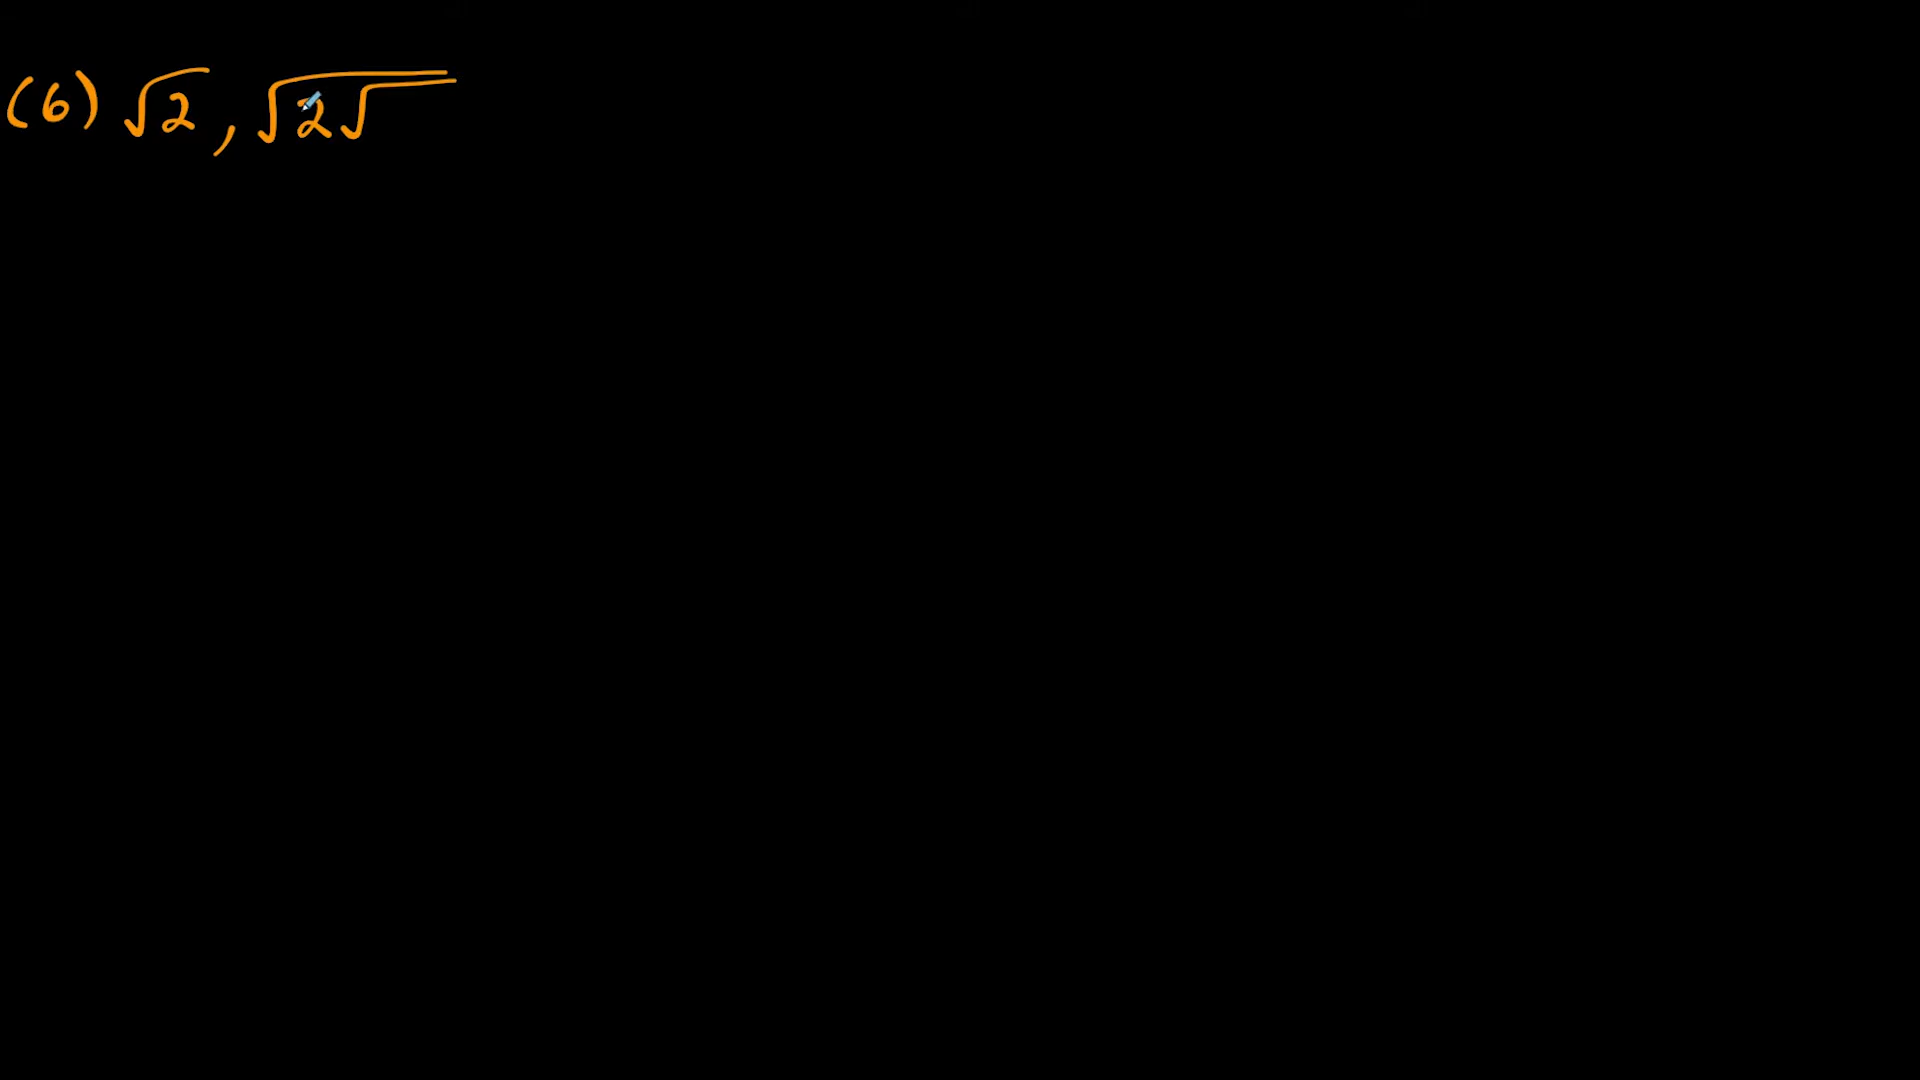 (6) √2 , √2√